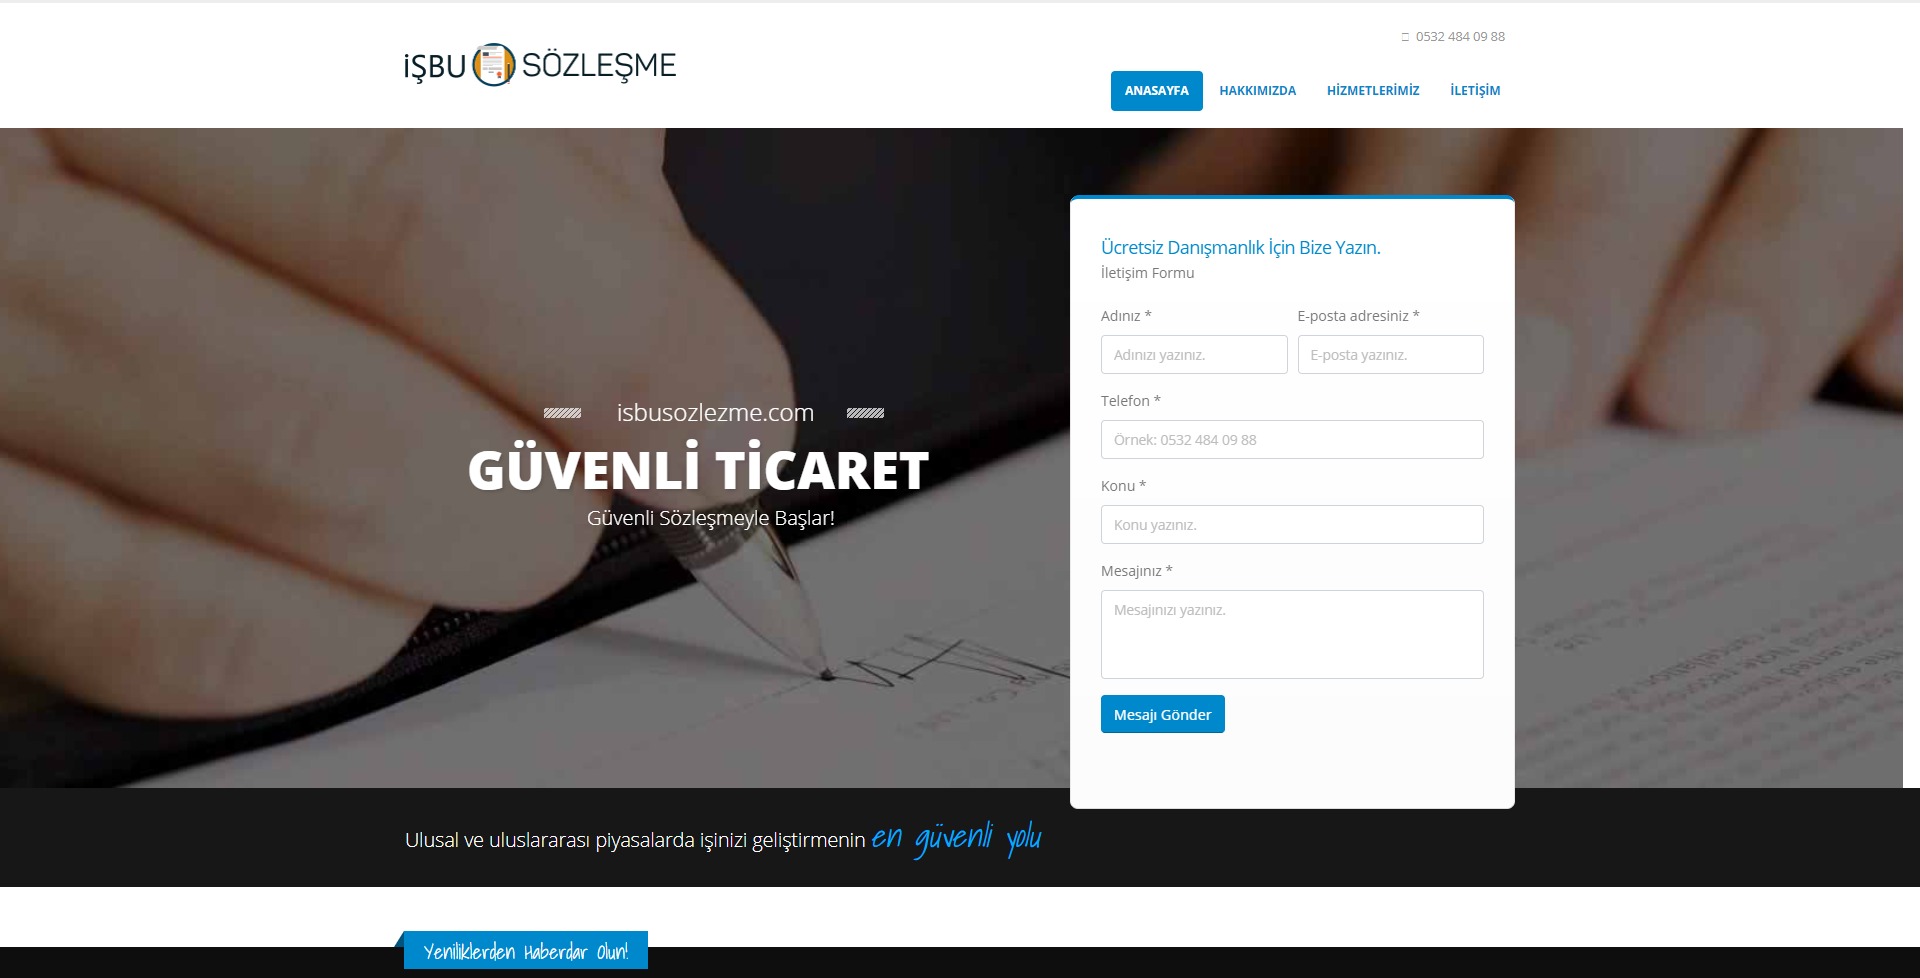 İŞBU SÖZLEŞME
0532 484 09 88
ANASAYFA HAKKIMIZDA HİZMETLERİMİZ İLETİŞİM
isbusozlezme.com
GÜVENLİ TİCARET
Güvenli Sözleşmeyle Başlar!
Ücretsiz Danışmanlık İçin Bize Yazın.
İletişim Formu
Adınız * E-posta adresiniz *
Adınızı yazınız. E-posta yazınız.
Telefon *
Örnek: 0532 484 09 88
Konu *
Konu yazınız.
Mesajınız *
Mesajınızı yazınız.
Mesajı Gönder
Ulusal ve uluslararası piyasalarda işinizi geliştirmenin en güvenli yolu
Yeniliklerden Haberdar Olun!